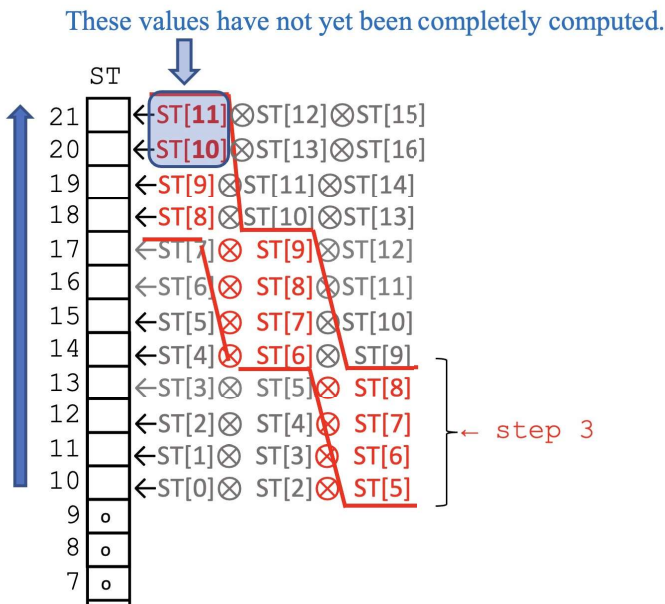 These values have not yet been completely computed.
ST
21 ←ST[11]⊗ST[12]⊗ST[15]
20 ←ST[10]⊗ST[13]⊗ST[16]
19 ←ST[9]⊗ST[11]⊗ST[14]
18 ←ST[8]⊗ST[10]⊗ST[13]
17 ←ST[7]⊗ ST[9]⊗ST[12]
16 ←ST[6]⊗ ST[8]⊗ST[11]
15 ←ST[5]⊗ ST[7]⊗ST[10]
14 ←ST[4]⊗ ST[6]⊗ ST[9]
13 ←ST[3]⊗ ST[5]⊗ ST[8]
12 ←ST[2]⊗ ST[4]⊗ ST[7]
← step 3
11 ←ST[1]⊗ ST[3]⊗ ST[6]
10 ←ST[0]⊗ ST[2]⊗ ST[5]
9 o
8 o
7 o